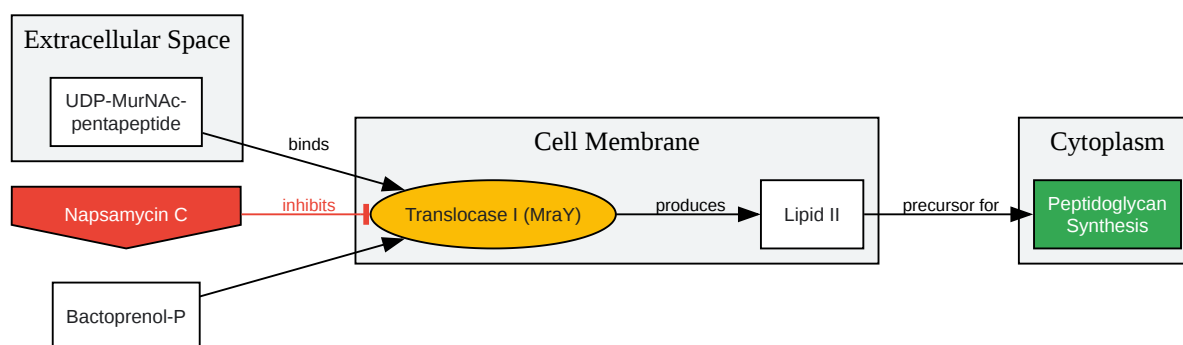 Extracellular Space
UDP-MurNAc-
pentapeptide
binds
Napsamycin C
inhibits
Bactoprenol-P
Cell Membrane
Translocase I (MraY)
produces
Lipid II
precursor for
Cytoplasm
Peptidoglycan
Synthesis